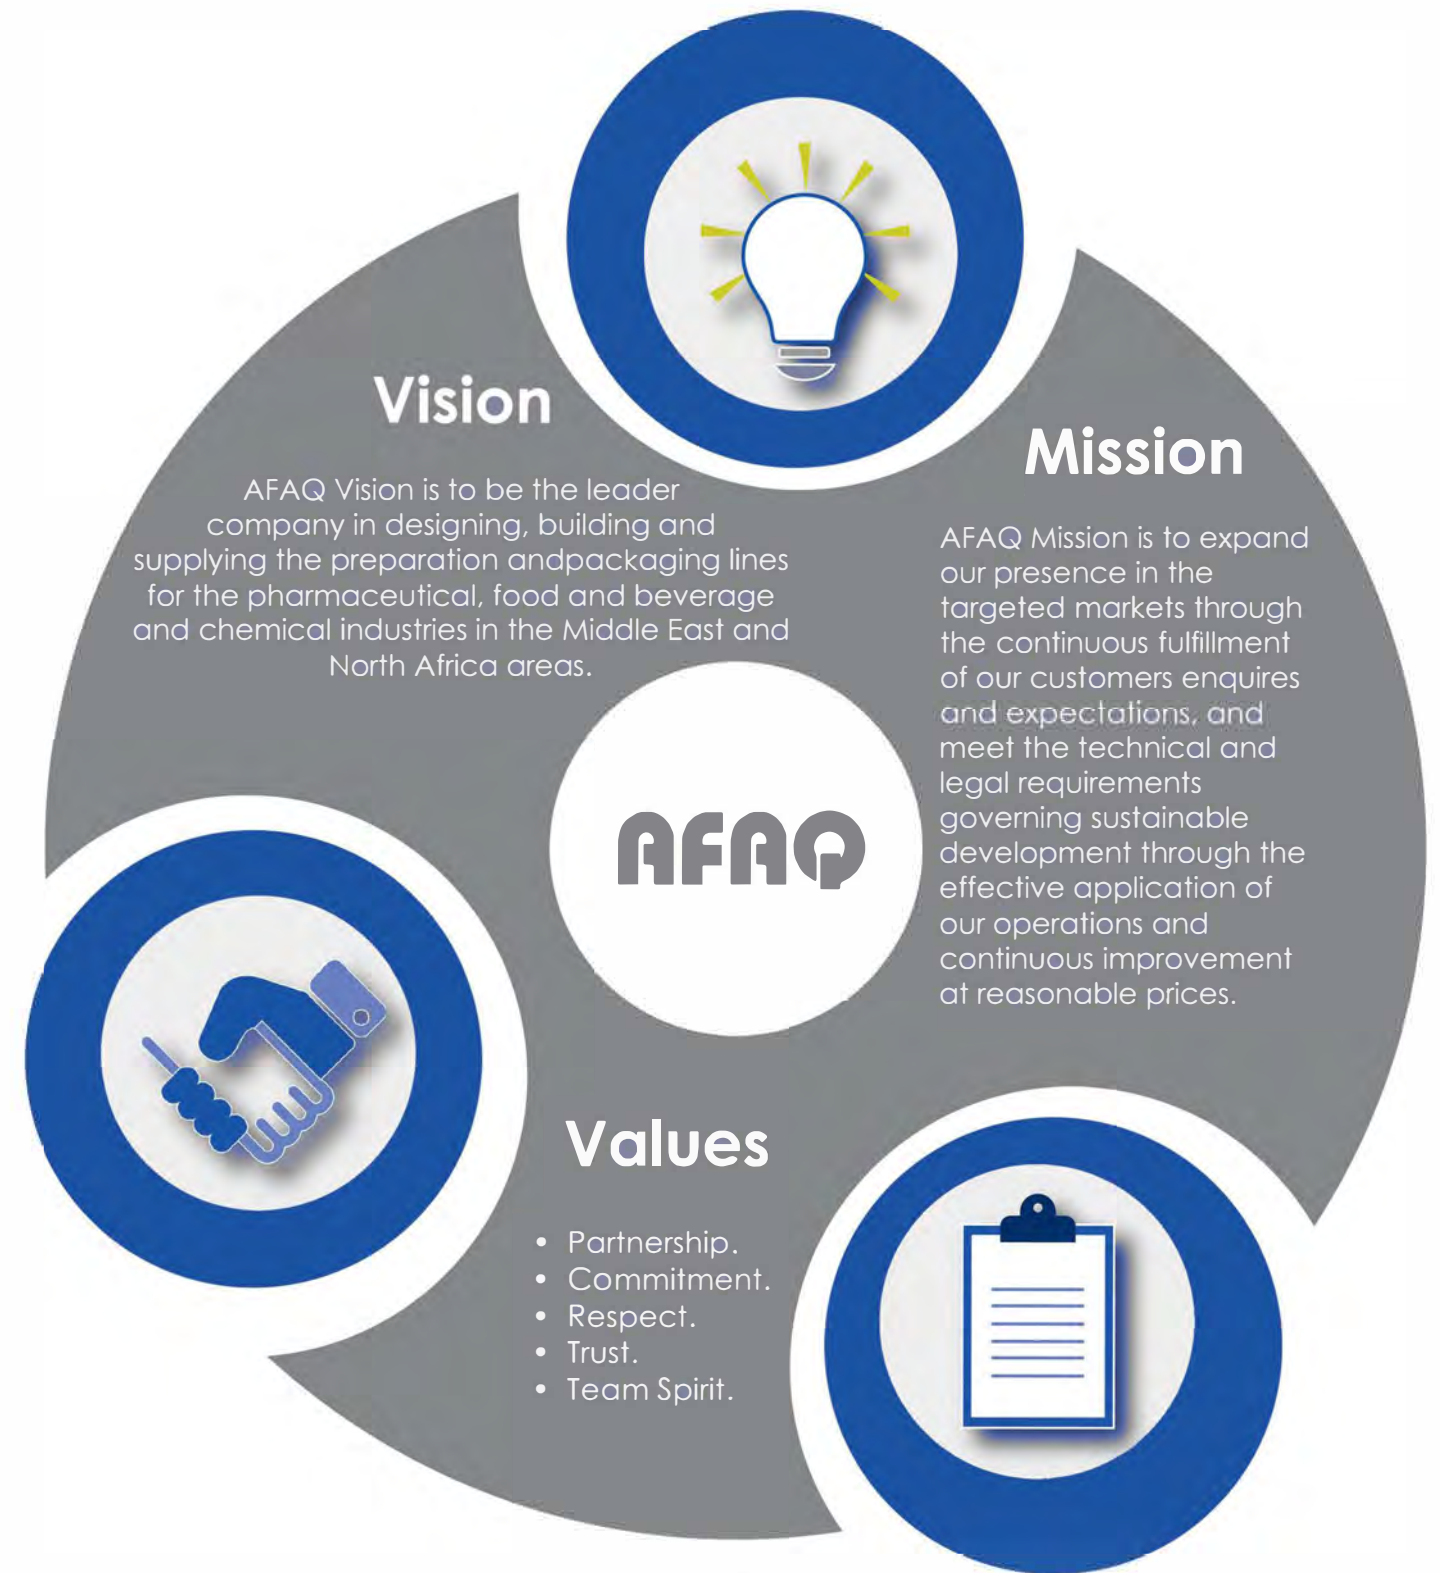 Vision
AFAQ Vision is to be the leader
company in designing, building and
supplying the preparation andpackaging lines
for the pharmaceutical, food and beverage
and chemical industries in the Middle East and
North Africa areas.
Mission
AFAQ Mission is to expand
our presence in the
targeted markets through
the continuous fulfillment
of our customers enquires
and expectations, and
meet the technical and
legal requirements
governing sustainable
development through the
effective application of
our operations and
continuous improvement
at reasonable prices.
AFAQ
Values
• Partnership.
• Commitment.
• Respect.
• Trust.
• Team Spirit.